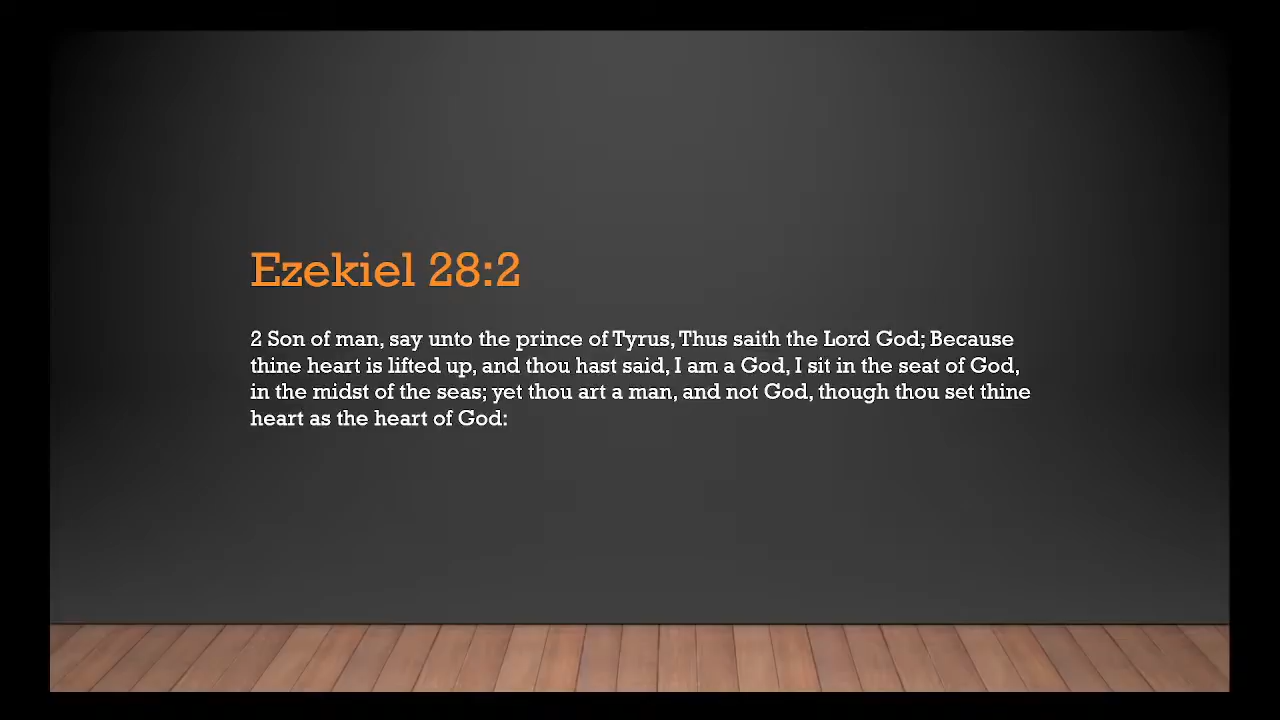 Ezekiel 28:2
2 Son of man, say unto the prince of Tyrus, Thus saith the Lord God; Because
thine heart is lifted up, and thou hast said, I am a God, I sit in the seat of God,
in the midst of the seas; yet thou art a man, and not God, though thou set thine
heart as the heart of God: